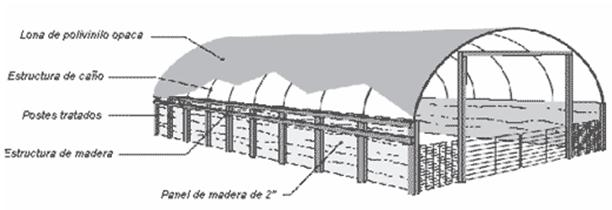 Lona de polivinilo opaca
Estructura de caño
Postes tratados
Estructura de madera
Panel de madera de 2"